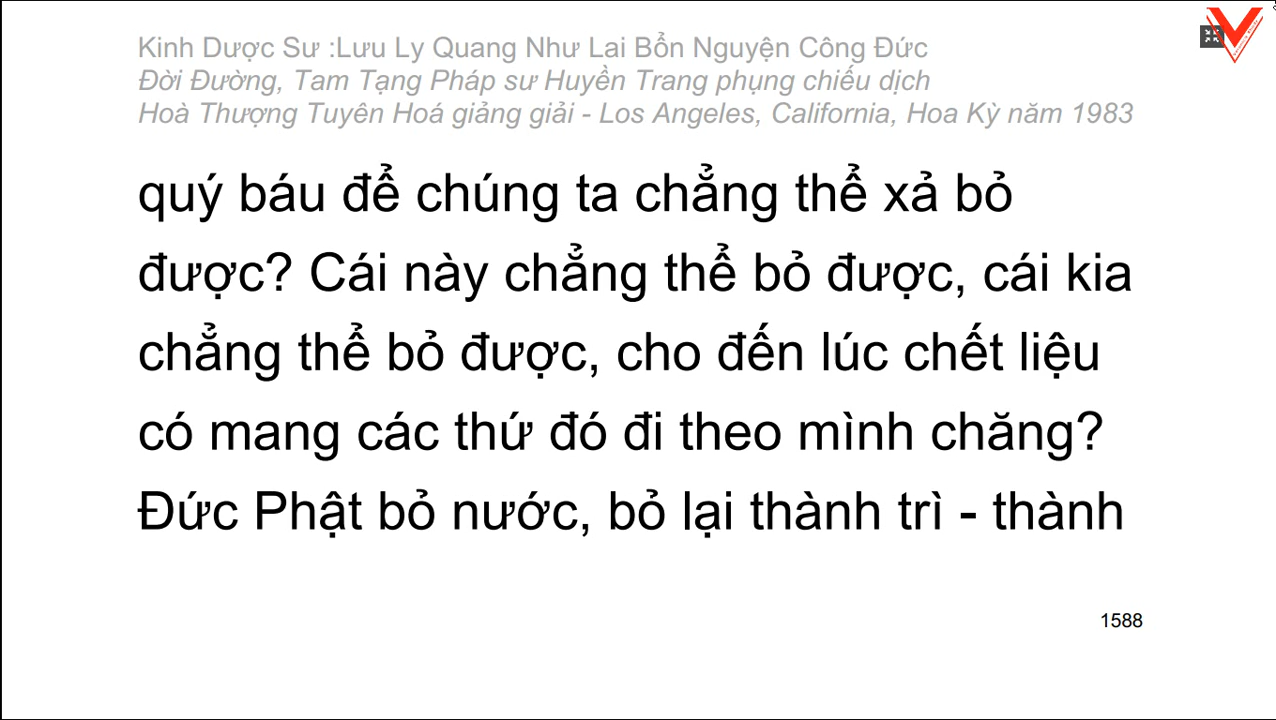 Kinh Dược Sư :Lưu Ly Quang Như Lai Bổn Nguyện Công Đức
Đời Đường, Tam Tạng Pháp sư Huyền Trang phụng chiếu dịch
Hoà Thượng Tuyên Hoá giảng giải - Los Angeles, California, Hoa Kỳ năm 1983
quý báu để chúng ta chẳng thể xả bỏ
được? Cái này chẳng thể bỏ được, cái kia
chẳng thể bỏ được, cho đến lúc chết liệu
có mang các thứ đó đi theo mình chăng?
Đức Phật bỏ nước, bỏ lại thành trì - thành
1588